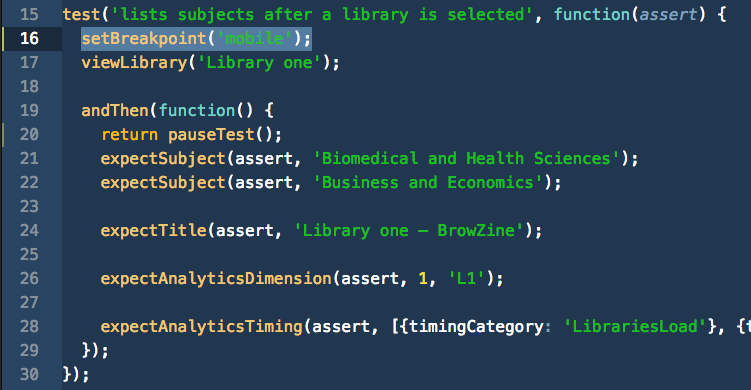 15 test('lists subjects after a library is selected', function(assert) {
16 setBreakpoint('mobile');
17 viewLibrary('Library one');
18
19 andThen(function() {
20 return pauseTest();
21 expectSubject(assert, 'Biomedical and Health Sciences');
22 expectSubject(assert, 'Business and Economics');
23
24 expectTitle(assert, 'Library one – BrowZine');
25
26 expectAnalyticsDimension(assert, 1, 'L1');
27
28 expectAnalyticsTiming(assert, [{timingCategory: 'LibrariesLoad'}, {t
29 });
30 });